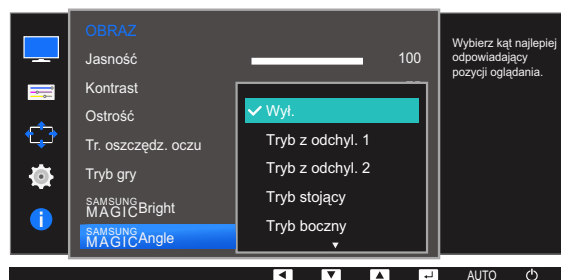 OBRAZ
Jasność 100
Kontrast
Ostrość
Tr. oszczędz. oczu
Tryb gry
SAMSUNG
MAGICBright
SAMSUNG
MAGICAngle
Wył.
Tryb z odchyl. 1
Tryb z odchyl. 2
Tryb stojący
Tryb boczny
Wybierz kąt najlepiej
odpowiadający
pozycji oglądania.
AUTO